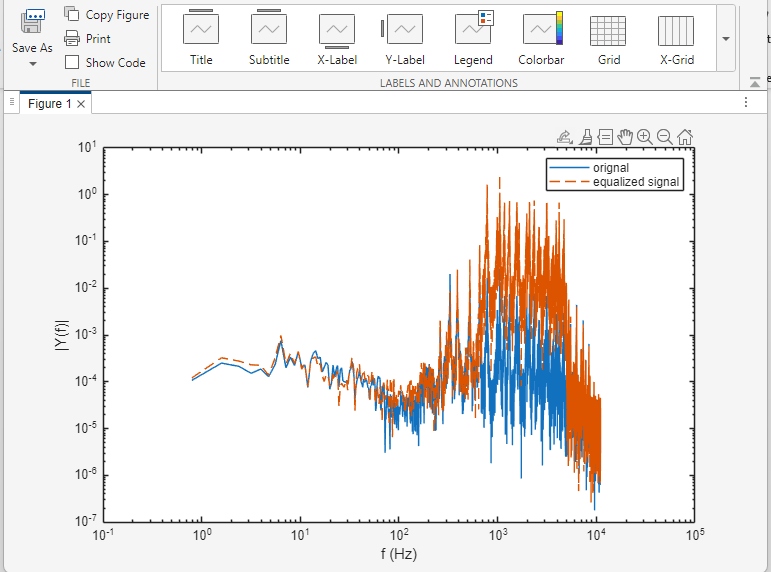 Save As
Copy Figure
Print
Show Code
FILE
Title
Subtitle
X-Label
Y-Label
Legend
Colorbar
Grid
X-Grid
LABELS AND ANNOTATIONS
Figure 1
orignal
equalized signal
|Y(f)|
10^1
10^0
10^-1
10^-2
10^-3
10^-4
10^-5
10^-6
10^-7
10^-1 10^0 10^1 10^2 10^3 10^4 10^5
f (Hz)